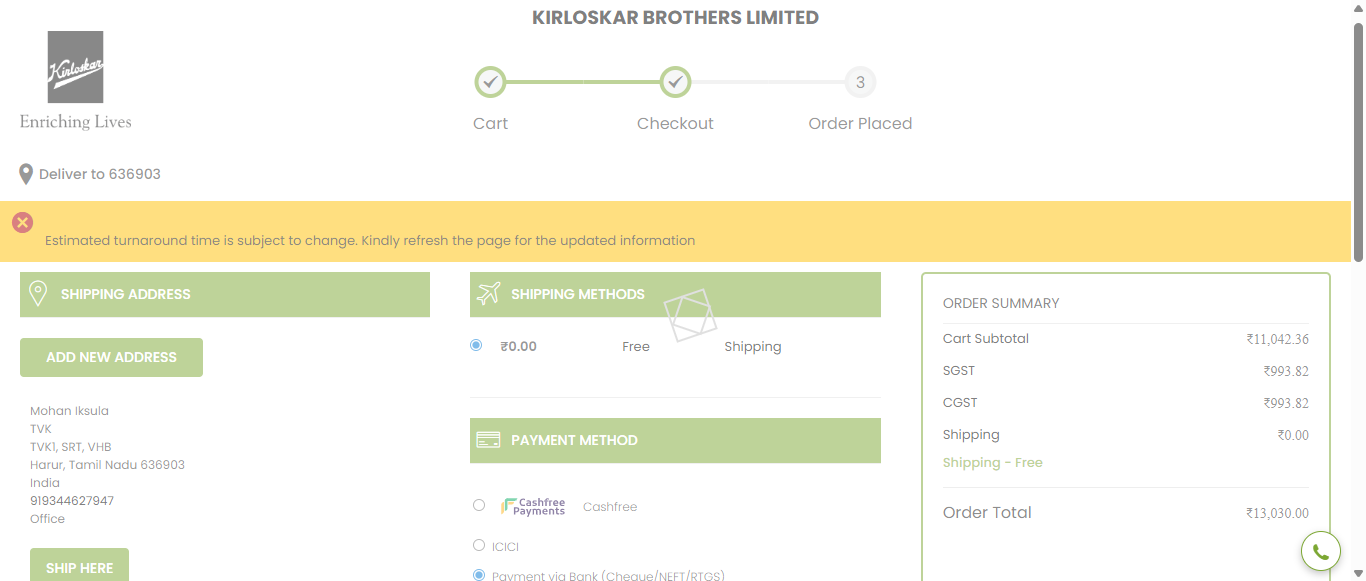 KIRLOSKAR BROTHERS LIMITED
Kirloskar
Enriching Lives
3
Cart
Checkout
Order Placed
Deliver to 636903
Estimated turnaround time is subject to change. Kindly refresh the page for the updated information
SHIPPING ADDRESS
ADD NEW ADDRESS
Mohan Iksula
TVK
TVK1, SRT, VHB
Harur, Tamil Nadu 636903
India
919344627947
Office
SHIP HERE
SHIPPING METHODS
₹0.00 Free Shipping
PAYMENT METHOD
Cashfree Payments Cashfree
ICICI
Payment via Bank (Cheque/NEFT/RTGS)
ORDER SUMMARY
Cart Subtotal ₹11,042.36
SGST ₹993.82
CGST ₹993.82
Shipping ₹0.00
Shipping - Free
Order Total ₹13,030.00